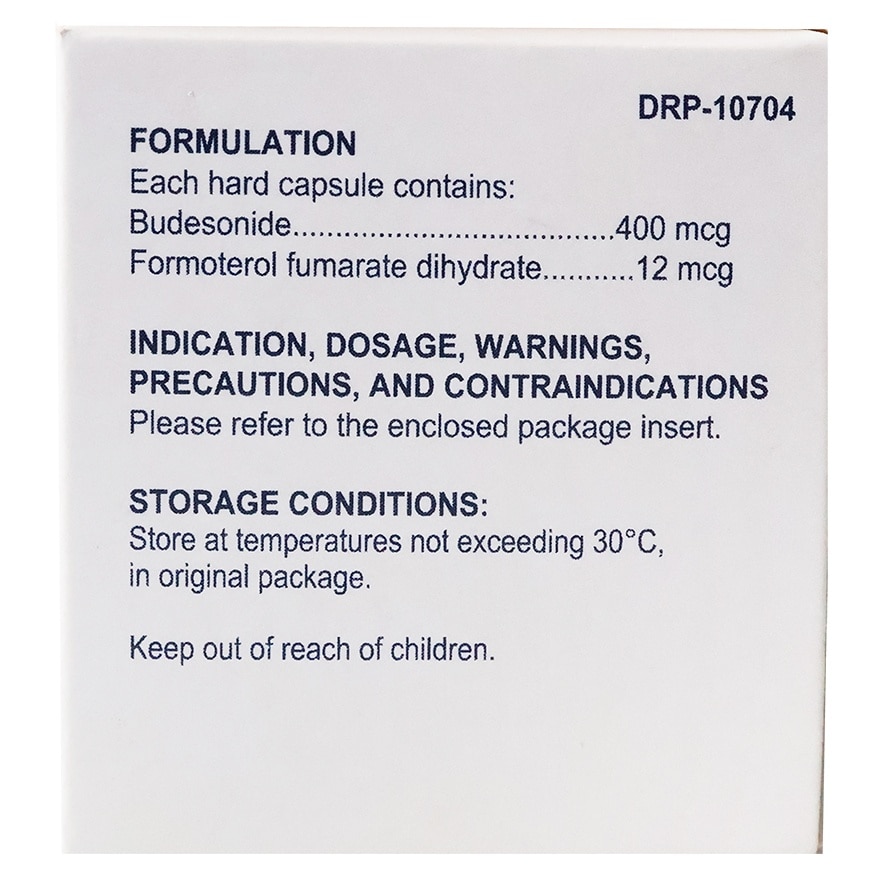 DRP-10704
FORMULATION
Each hard capsule contains:
Budesonide......................................400 mcg
Formoterol fumarate dihydrate...........12 mcg
INDICATION, DOSAGE, WARNINGS,
PRECAUTIONS, AND CONTRAINDICATIONS
Please refer to the enclosed package insert.
STORAGE CONDITIONS:
Store at temperatures not exceeding 30°C,
in original package.
Keep out of reach of children.